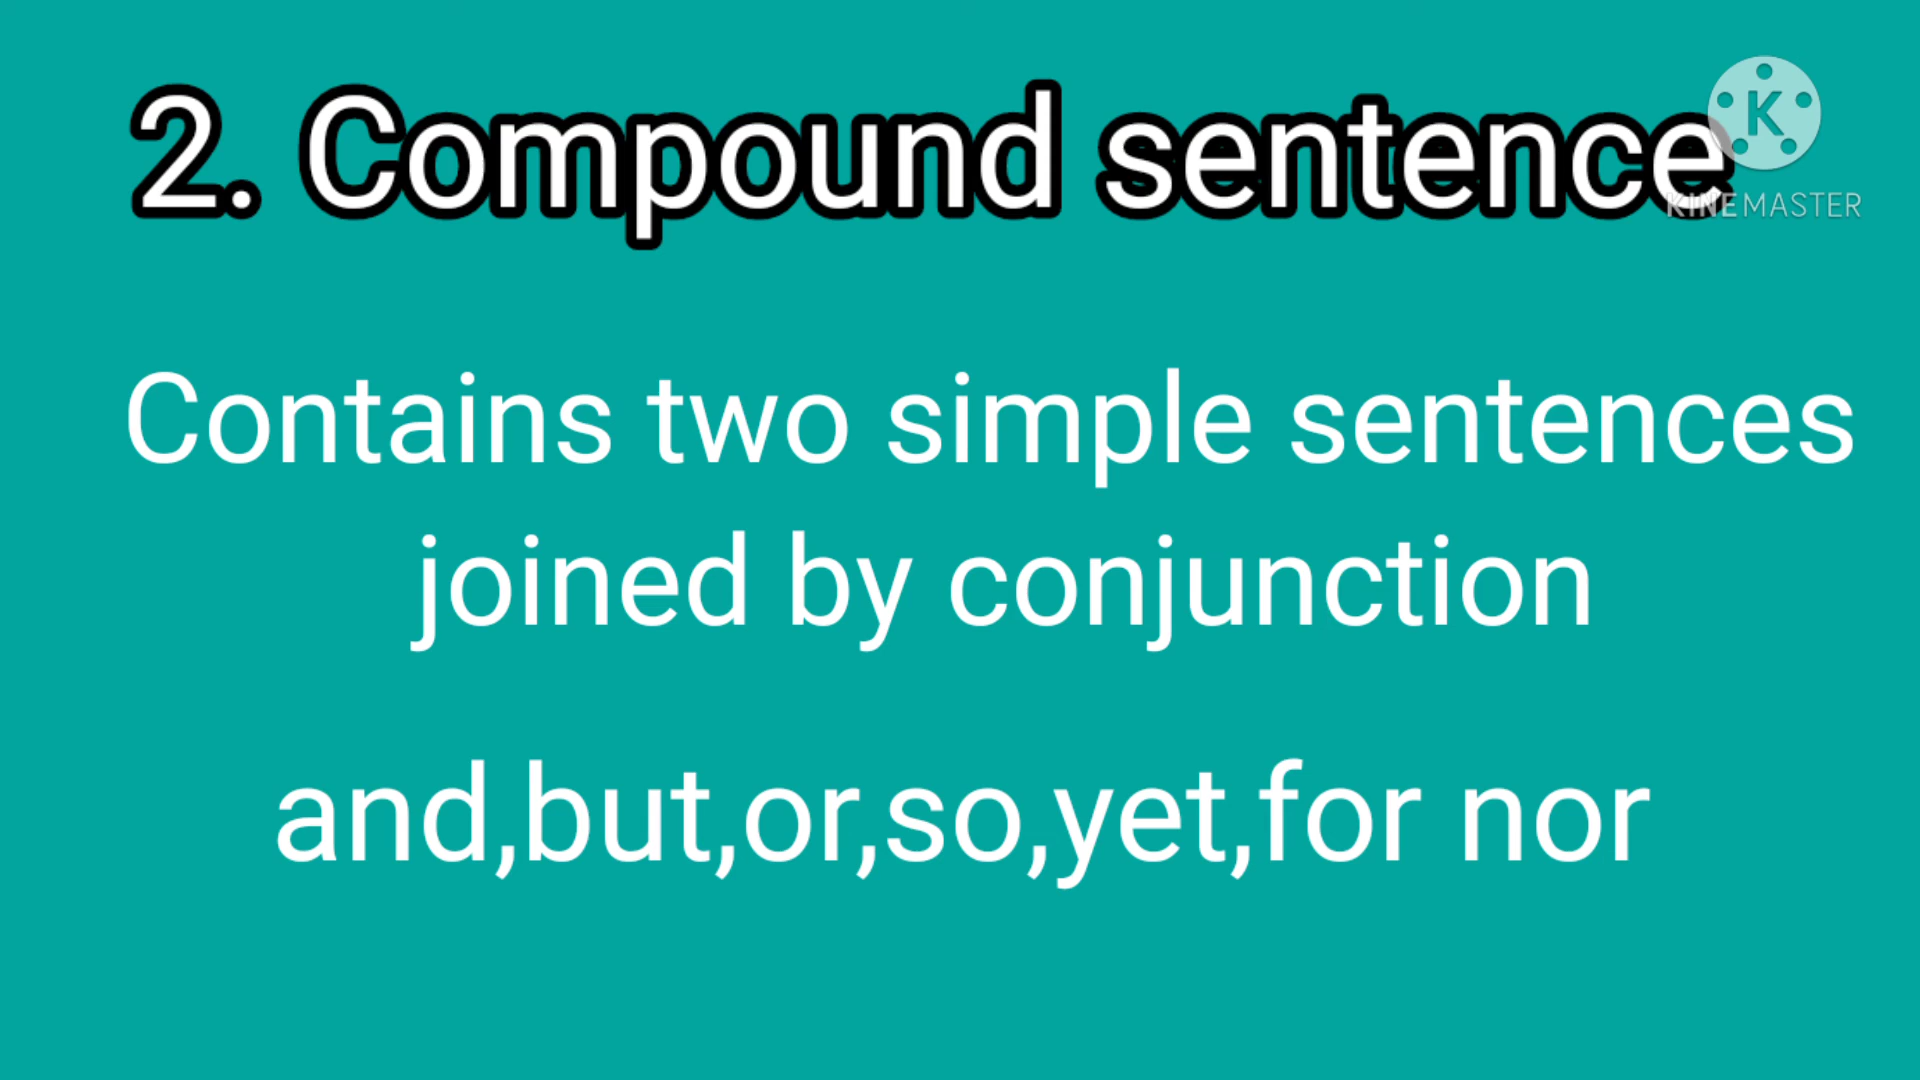 2. Compound sentence
K
KINEMASTER
Contains two simple sentences
joined by conjunction
and,but,or,so,yet,for nor